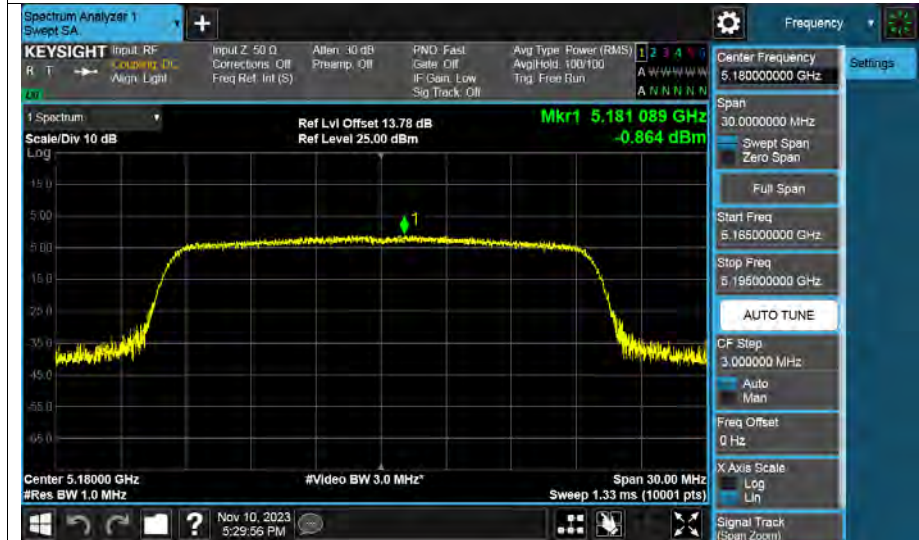 Spectrum Analyzer 1
Swept SA
+
Frequency
KEYSIGHT
R T
Input: RF
Coupling: DC
Align: Light
Input Z: 50 Ω
Corrections: Off
Freq Ref: Int (S)
Atten: 30 dB
Preamp: Off
PNO: Fast
Gate: Off
IF Gain: Low
Sig Track: Off
Avg Type: Power (RMS)
Avg|Hold: 100/100
Trig: Free Run
1 2 3 4 5 6
A W W W W W
A N N N N N
Center Frequency
5.180000000 GHz
Settings
Span
30.0000000 MHz
Swept Span
Zero Span
Full Span
Start Freq
5.165000000 GHz
Stop Freq
5.195000000 GHz
AUTO TUNE
CF Step
3.000000 MHz
Auto
Man
Freq Offset
0 Hz
X Axis Scale
Log
Lin
Signal Track
(Span Zoom)
1 Spectrum
Scale/Div 10 dB
Log
Ref Lvl Offset 13.78 dB
Ref Level 25.00 dBm
Mkr1 5.181 089 GHz
-0.864 dBm
15.0
5.00
-5.00
-15.0
-25.0
-35.0
-45.0
-55.0
-65.0
1
Center 5.18000 GHz
#Res BW 1.0 MHz
#Video BW 3.0 MHz*
Span 30.00 MHz
Sweep 1.33 ms (10001 pts)
?
Nov 10, 2023
5:29:56 PM